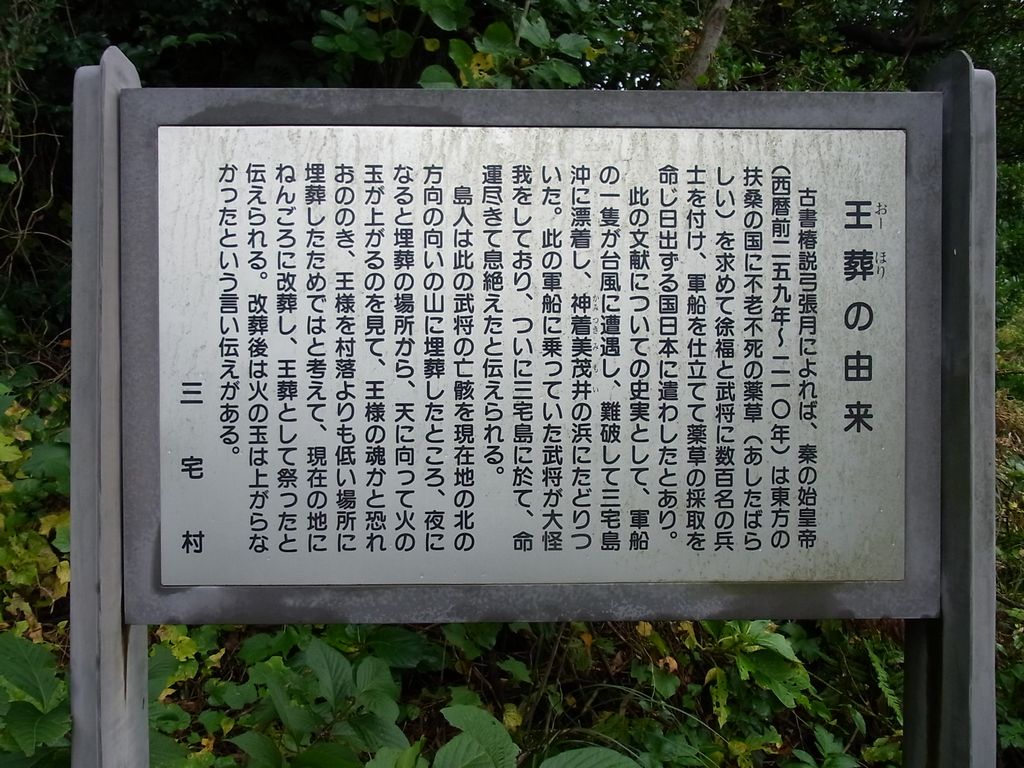 王葬の由来
おー ほり
古書椿説弓張月によれば、秦の始皇帝
(西暦前二五九年～二一〇年)は東方の
扶桑の国に不老不死の薬草(あしたばら
しい)を求めて徐福と武将に数百名の兵
士を付け、軍船を仕立てて薬草の採取を
命じ日出ずる国日本に遣わしたとあり。
此の文献についての史実として、軍船
の一隻が台風に遭遇し、難破して三宅島
沖に漂着し、神着美茂井の浜にたどりつ
かみつきみもい
いた。此の軍船に乗っていた武将が大怪
我をしており、ついに三宅島に於て、命
運尽きて息絶えたと伝えられる。
島人は此の武将の亡骸を現在地の北の
方向の向いの山に埋葬したところ、夜に
なると埋葬の場所から、天に向って火の
玉が上がるのを見て、王様の魂かと恐れ
おののき、王様を村落よりも低い場所に
埋葬したためではと考えて、現在の地に
ねんごろに改葬し、王葬として祭ったと
伝えられる。改葬後は火の玉は上がらな
かったという言い伝えがある。
三宅村